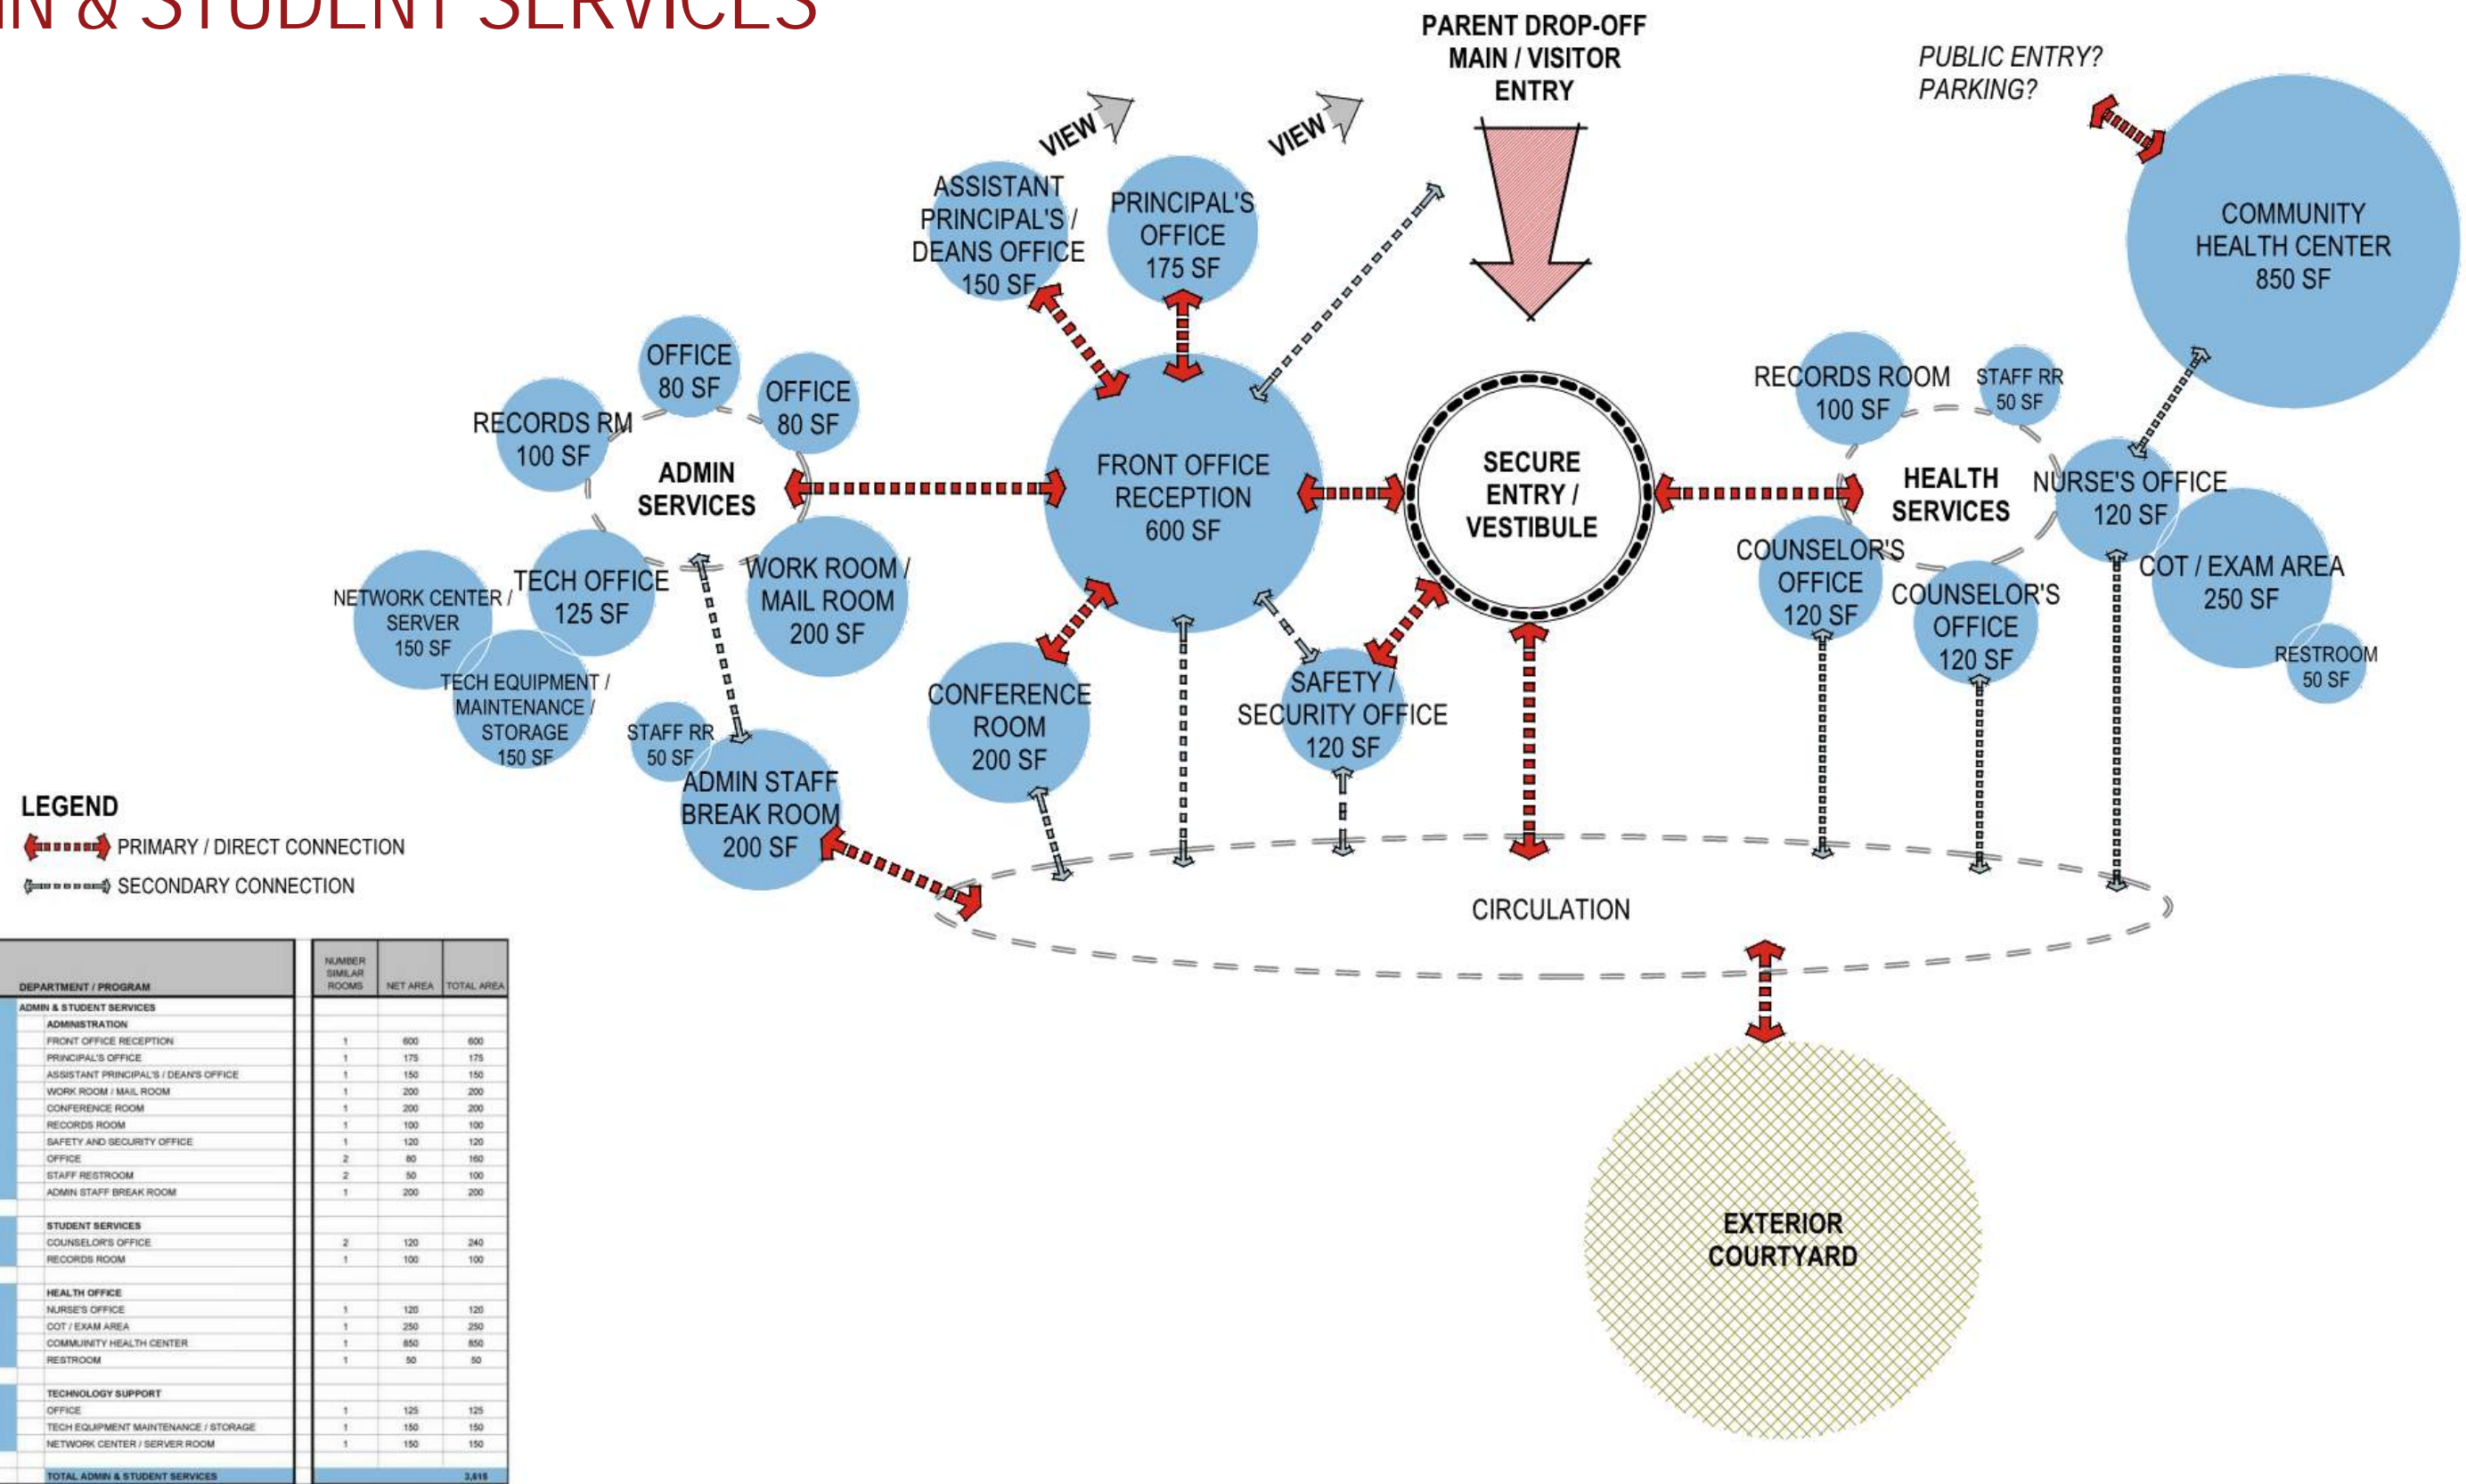 IN & STUDENT SERVICES
PARENT DROP-OFF
MAIN / VISITOR
ENTRY
PUBLIC ENTRY?
PARKING?
VIEW
VIEW
ASSISTANT
PRINCIPAL'S /
DEANS OFFICE
150 SF
PRINCIPAL'S
OFFICE
175 SF
COMMUNITY
HEALTH CENTER
850 SF
OFFICE
80 SF
OFFICE
80 SF
RECORDS RM
100 SF
ADMIN
SERVICES
FRONT OFFICE
RECEPTION
600 SF
SECURE
ENTRY /
VESTIBULE
RECORDS ROOM
100 SF
STAFF RR
50 SF
HEALTH
SERVICES
NURSE'S OFFICE
120 SF
COUNSELOR'S
OFFICE
120 SF
COUNSELOR'S
OFFICE
120 SF
COT / EXAM AREA
250 SF
RESTROOM
50 SF
NETWORK CENTER /
SERVER
150 SF
TECH OFFICE
125 SF
WORK ROOM /
MAIL ROOM
200 SF
TECH EQUIPMENT /
MAINTENANCE /
STORAGE
150 SF
STAFF RR
50 SF
ADMIN STAFF
BREAK ROOM
200 SF
CONFERENCE
ROOM
200 SF
SAFETY /
SECURITY OFFICE
120 SF
LEGEND
PRIMARY / DIRECT CONNECTION
SECONDARY CONNECTION
CIRCULATION
EXTERIOR
COURTYARD
DEPARTMENT / PROGRAM NUMBER SIMILAR ROOMS NET AREA TOTAL AREA
ADMIN & STUDENT SERVICES
ADMINISTRATION
FRONT OFFICE RECEPTION 1 600 600
PRINCIPAL'S OFFICE 1 175 175
ASSISTANT PRINCIPAL'S / DEAN'S OFFICE 1 150 150
WORK ROOM / MAIL ROOM 1 200 200
CONFERENCE ROOM 1 200 200
RECORDS ROOM 1 100 100
SAFETY AND SECURITY OFFICE 1 120 120
OFFICE 2 80 160
STAFF RESTROOM 2 50 100
ADMIN STAFF BREAK ROOM 1 200 200
STUDENT SERVICES
COUNSELOR'S OFFICE 2 120 240
RECORDS ROOM 1 100 100
HEALTH OFFICE
NURSE'S OFFICE 1 120 120
COT / EXAM AREA 1 250 250
COMMUINITY HEALTH CENTER 1 850 850
RESTROOM 1 50 50
TECHNOLOGY SUPPORT
OFFICE 1 125 125
TECH EQUIPMENT MAINTENANCE / STORAGE 1 150 150
NETWORK CENTER / SERVER ROOM 1 150 150
TOTAL ADMIN & STUDENT SERVICES